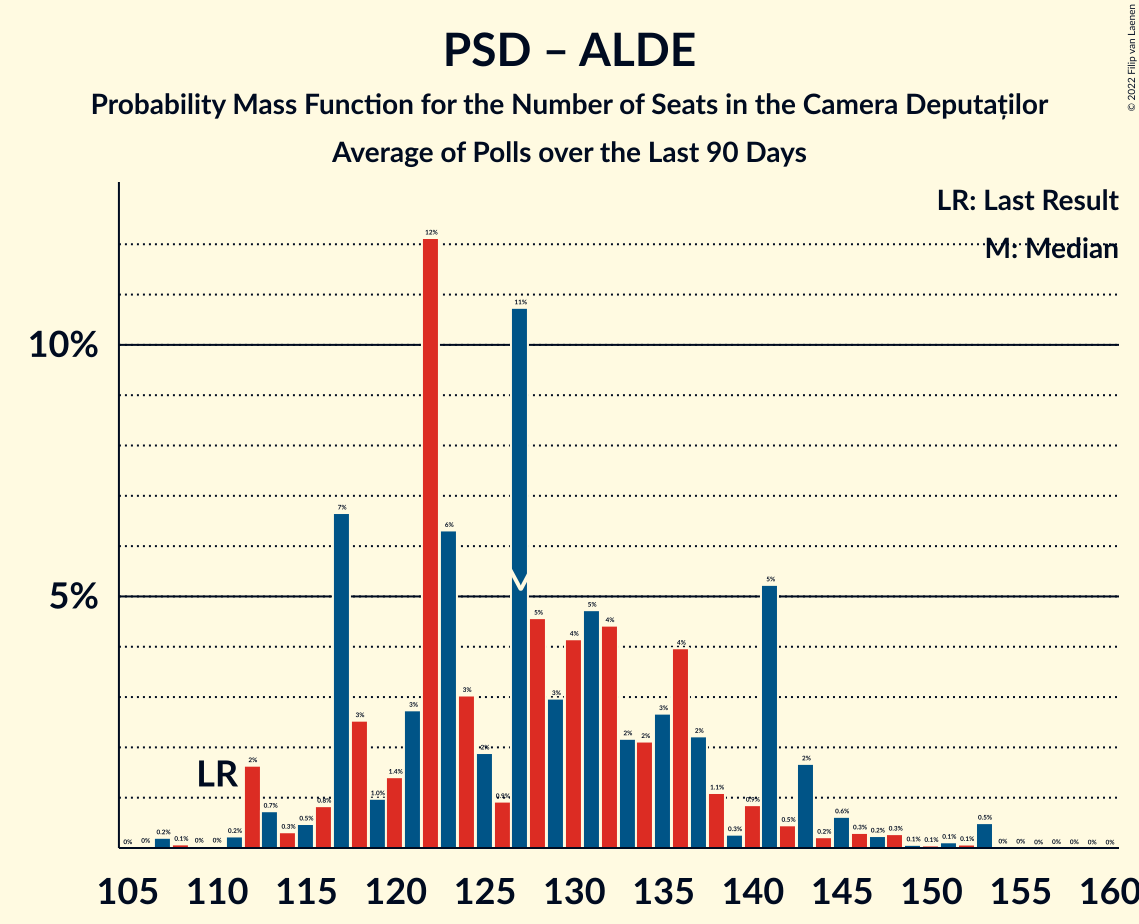 PSD – ALDE
Probability Mass Function for the Number of Seats in the Camera Deputaților
Average of Polls over the Last 90 Days
© 2022 Filip van Laenen
LR: Last Result
M: Median
10%
5%
LR
M
0% 0% 0.2% 0.1% 0% 0% 0.2% 2% 0.7% 0.3% 0.5% 0.8% 7% 3% 1.0% 1.4% 3% 12% 6% 3% 2% 0.9% 11% 5% 3% 4% 5% 4% 2% 2% 3% 4% 2% 1.1% 0.3% 0.9% 5% 0.5% 2% 0.2% 0.6% 0.3% 0.2% 0.3% 0.1% 0.1% 0.1% 0.1% 0.5% 0% 0% 0% 0% 0% 0% 0%
105 110 115 120 125 130 135 140 145 150 155 160